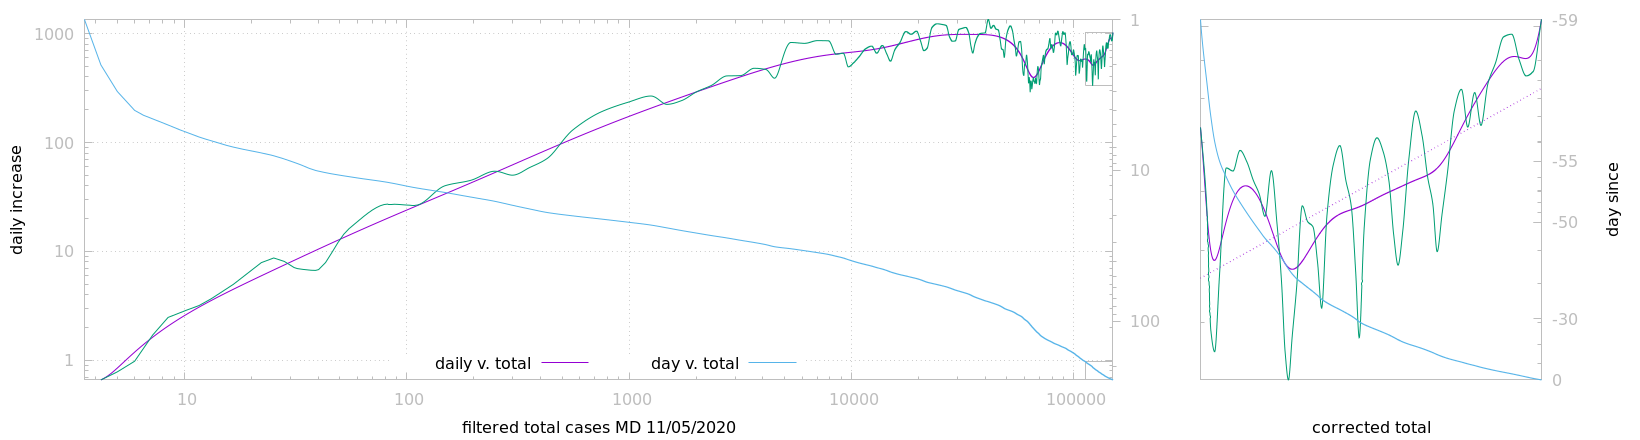 1000
100
10
1
daily increase
10
100
1000
10000
100000
filtered total cases MD 11/05/2020
daily v. total
day v. total
1
10
100
-59
-55
-50
-30
0
day since
corrected total